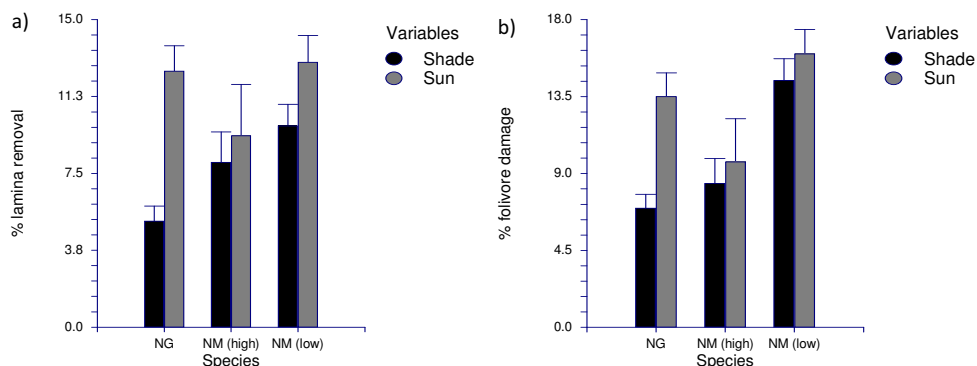 a)
% lamina removal
15.0
11.3
7.5
3.8
0.0
NG NM (high) NM (low)
Species
Variables
Shade
Sun
b)
% folivore damage
18.0
13.5
9.0
4.5
0.0
NG NM (high) NM (low)
Species
Variables
Shade
Sun